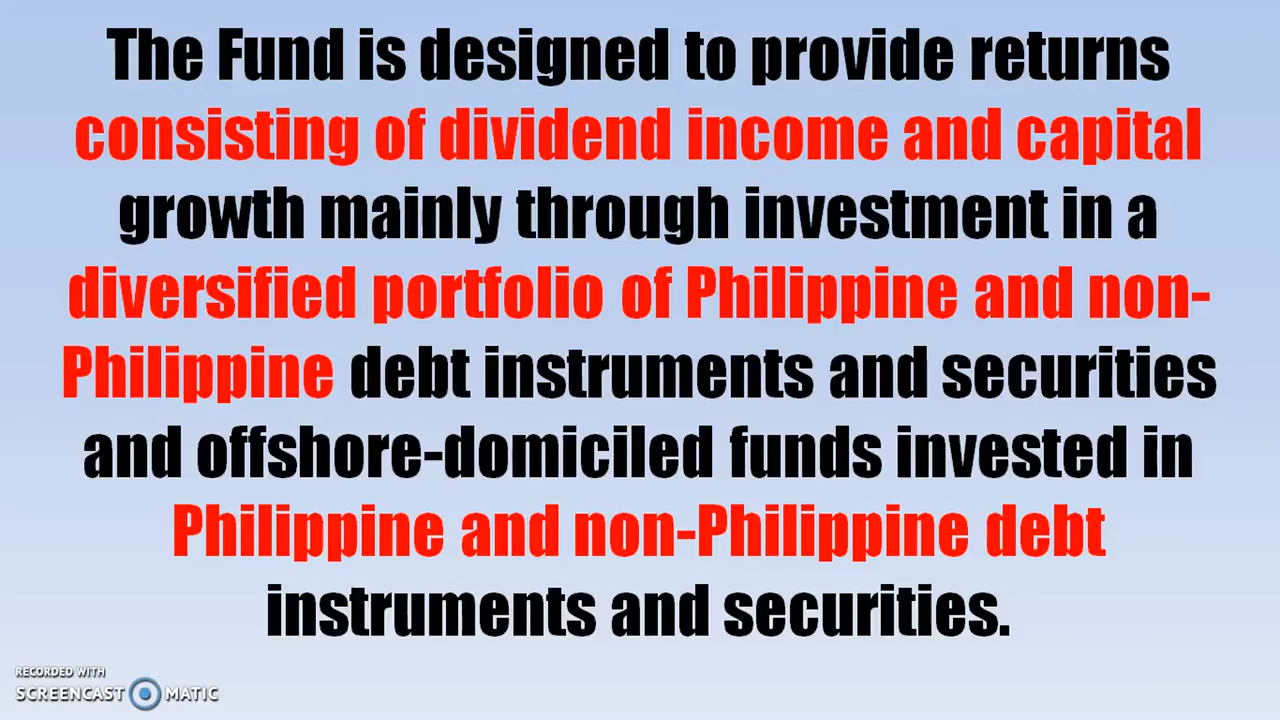 The Fund is designed to provide returns
consisting of dividend income and capital
growth mainly through investment in a
diversified portfolio of Philippine and non-
Philippine debt instruments and securities
and offshore-domiciled funds invested in
Philippine and non-Philippine debt
instruments and securities.
RECORDED WITH
SCREENCAST MATIC